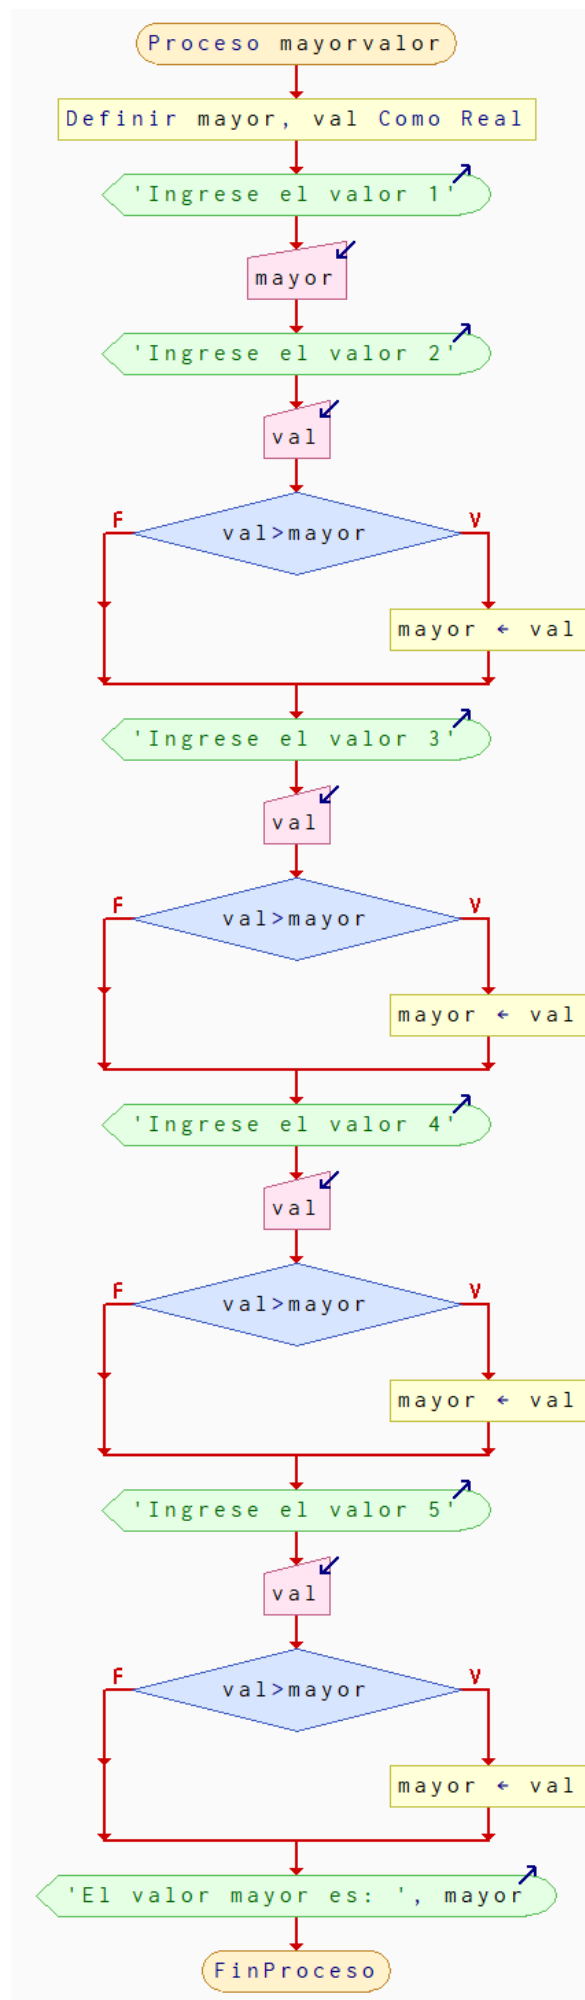 Proceso mayorvalor
Definir mayor, val Como Real
'Ingrese el valor 1'
mayor
'Ingrese el valor 2'
val
F
V
val>mayor
mayor ← val
'Ingrese el valor 3'
val
F
V
val>mayor
mayor ← val
'Ingrese el valor 4'
val
F
V
val>mayor
mayor ← val
'Ingrese el valor 5'
val
F
V
val>mayor
mayor ← val
'El valor mayor es: ', mayor
FinProceso